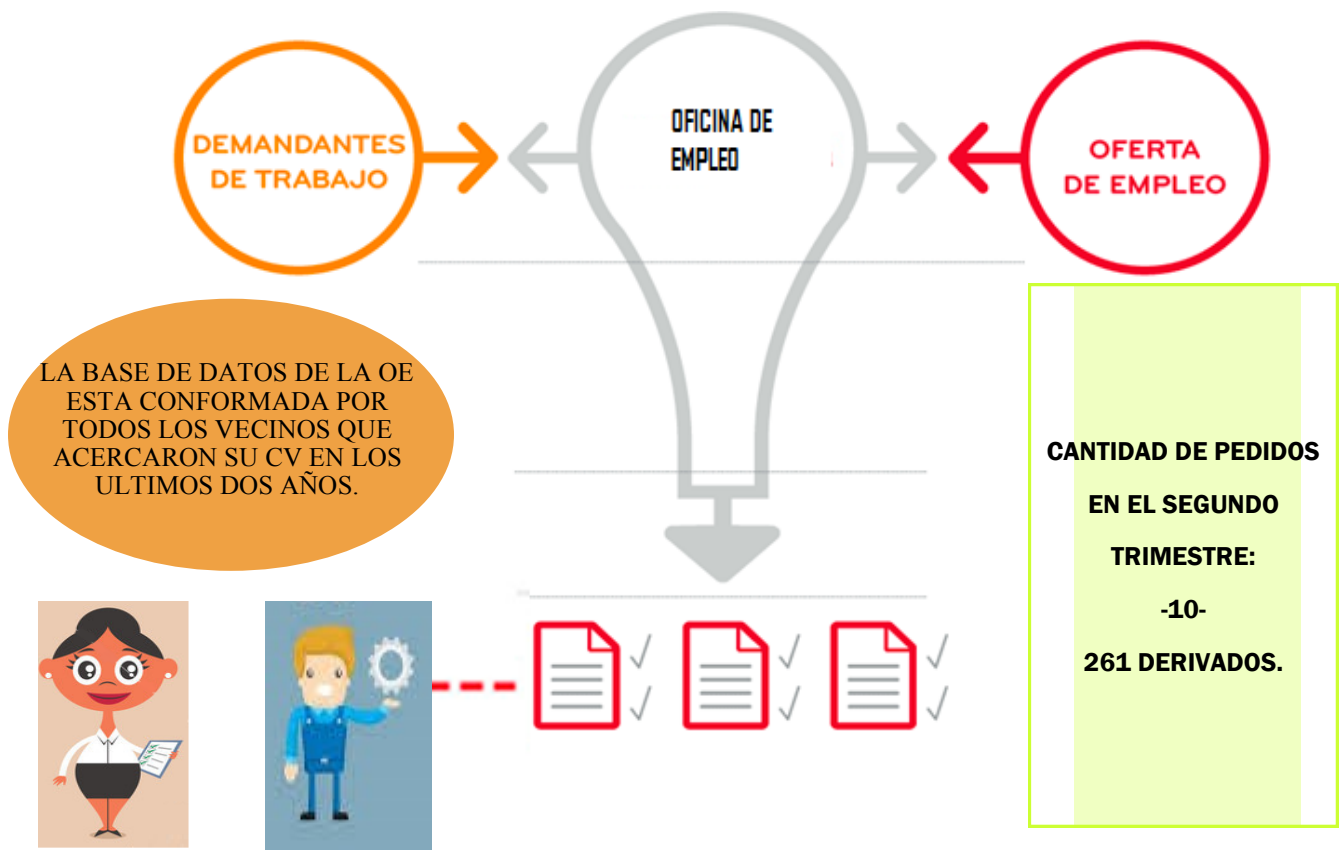 DEMANDANTES
DE TRABAJO
OFICINA DE
EMPLEO
OFERTA
DE EMPLEO
LA BASE DE DATOS DE LA OE
ESTA CONFORMADA POR
TODOS LOS VECINOS QUE
ACERCARON SU CV EN LOS
ULTIMOS DOS AÑOS.
CANTIDAD DE PEDIDOS
EN EL SEGUNDO
TRIMESTRE:
-10-
261 DERIVADOS.